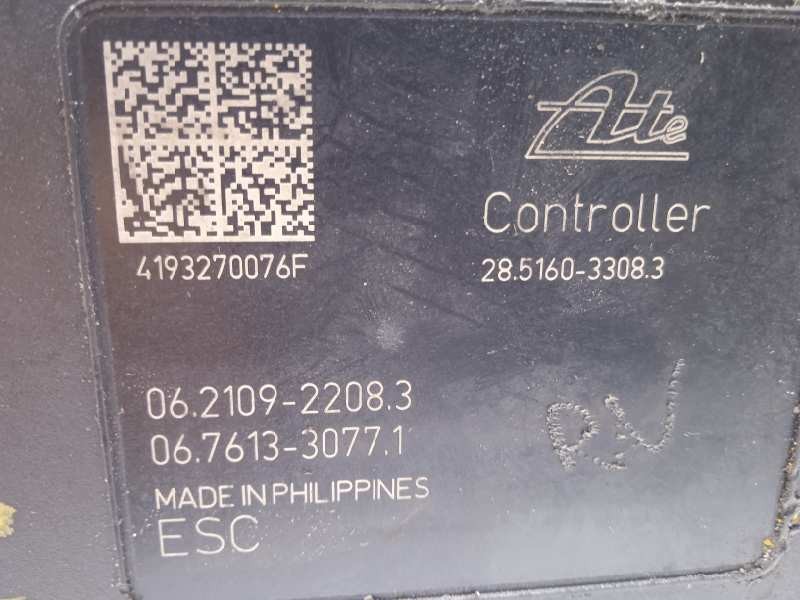 Ate
Controller
28.5160-3308.3
4193270076F
06.2109-2208.3
06.7613-3077.1
MADE IN PHILIPPINES
ESC